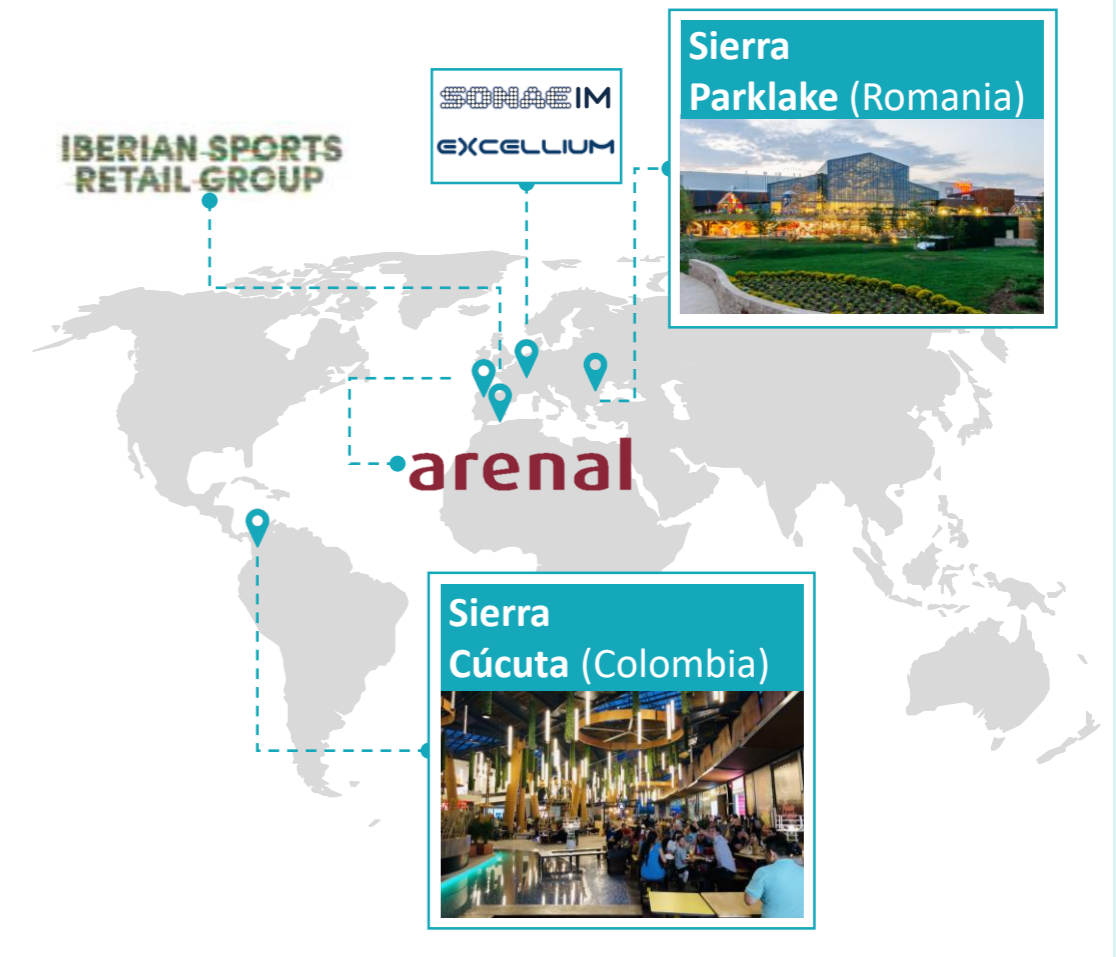 Sierra
Parklake (Romania)
SONAE IM
EXCELLIUM
IBERIAN SPORTS
RETAIL GROUP
arenal
Sierra
Cúcuta (Colombia)